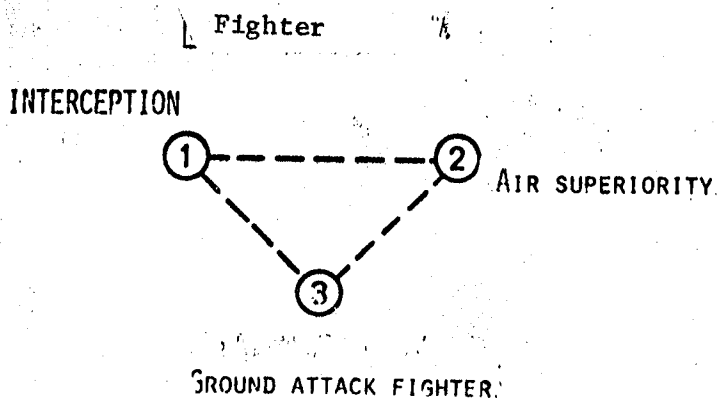 Fighter
INTERCEPTION
1
2
AIR SUPERIORITY
3
GROUND ATTACK FIGHTER